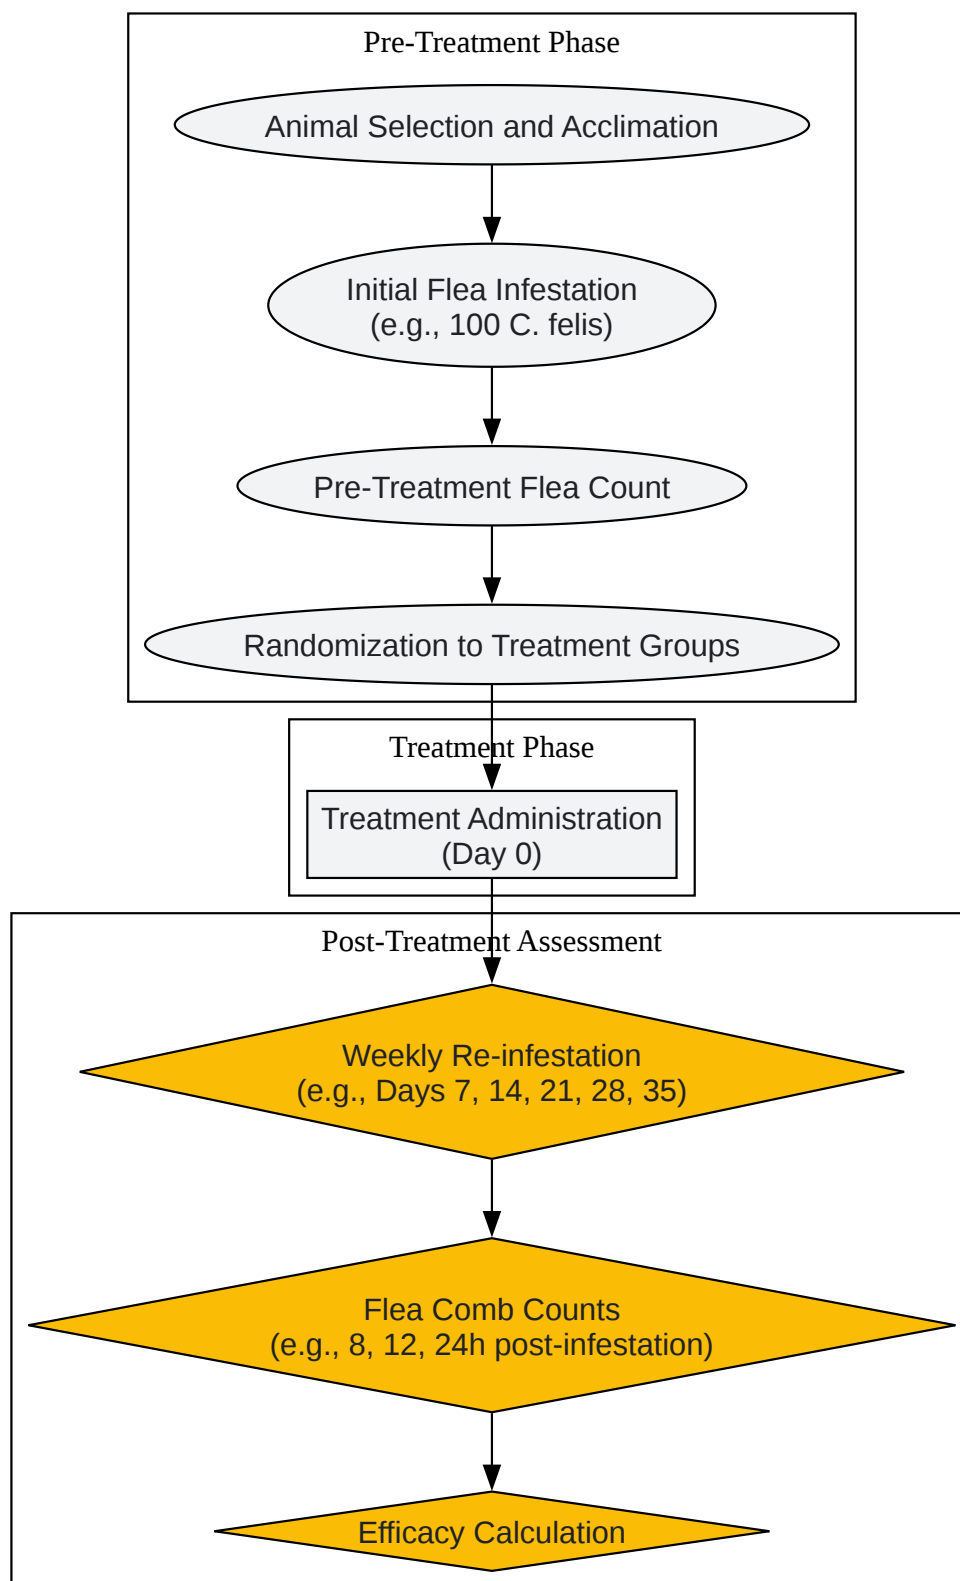 Pre-Treatment Phase
Animal Selection and Acclimation
Initial Flea Infestation
(e.g., 100 C. felis)
Pre-Treatment Flea Count
Randomization to Treatment Groups
Treatment Phase
Treatment Administration
(Day 0)
Post-Treatment Assessment
Weekly Re-infestation
(e.g., Days 7, 14, 21, 28, 35)
Flea Comb Counts
(e.g., 8, 12, 24h post-infestation)
Efficacy Calculation